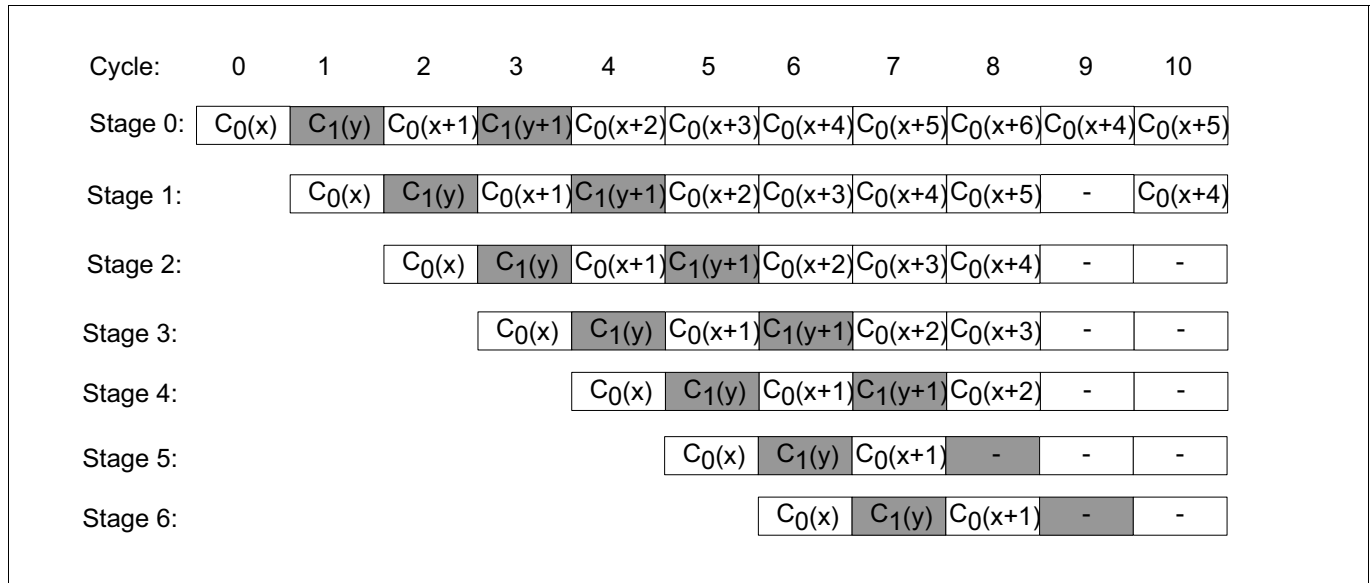 Cycle: 0 1 2 3 4 5 6 7 8 9 10
Stage 0: C0(x) C1(y) C0(x+1) C1(y+1) C0(x+2) C0(x+3) C0(x+4) C0(x+5) C0(x+6) C0(x+4) C0(x+5)
Stage 1: C0(x) C1(y) C0(x+1) C1(y+1) C0(x+2) C0(x+3) C0(x+4) C0(x+5) - C0(x+4)
Stage 2: C0(x) C1(y) C0(x+1) C1(y+1) C0(x+2) C0(x+3) C0(x+4) - -
Stage 3: C0(x) C1(y) C0(x+1) C1(y+1) C0(x+2) C0(x+3) - -
Stage 4: C0(x) C1(y) C0(x+1) C1(y+1) C0(x+2) - -
Stage 5: C0(x) C1(y) C0(x+1) - - -
Stage 6: C0(x) C1(y) C0(x+1) - -